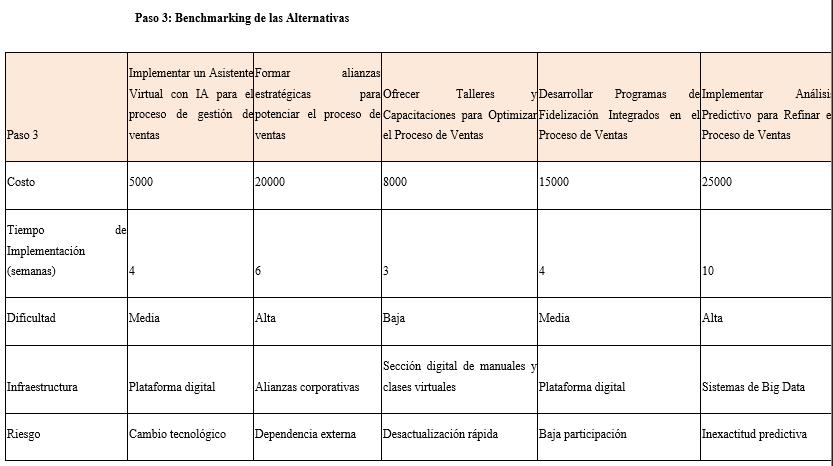 Paso 3: Benchmarking de las Alternativas
Paso 3
Implementar un Asistente
Virtual con IA para el
proceso de gestión de
ventas
Formar alianzas
estratégicas para
potenciar el proceso de
ventas
Ofrecer Talleres y
Capacitaciones para Optimizar
el Proceso de Ventas
Desarrollar Programas de
Fidelización Integrados en el
Proceso de Ventas
Implementar Análisi
Predictivo para Refinar e
Proceso de Ventas
Costo
5000
20000
8000
15000
25000
Tiempo de
Implementación
(semanas)
4
6
3
4
10
Dificultad
Media
Alta
Baja
Media
Alta
Infraestructura
Plataforma digital
Alianzas corporativas
Sección digital de manuales y
clases virtuales
Plataforma digital
Sistemas de Big Data
Riesgo
Cambio tecnológico
Dependencia externa
Desactualización rápida
Baja participación
Inexactitud predictiva